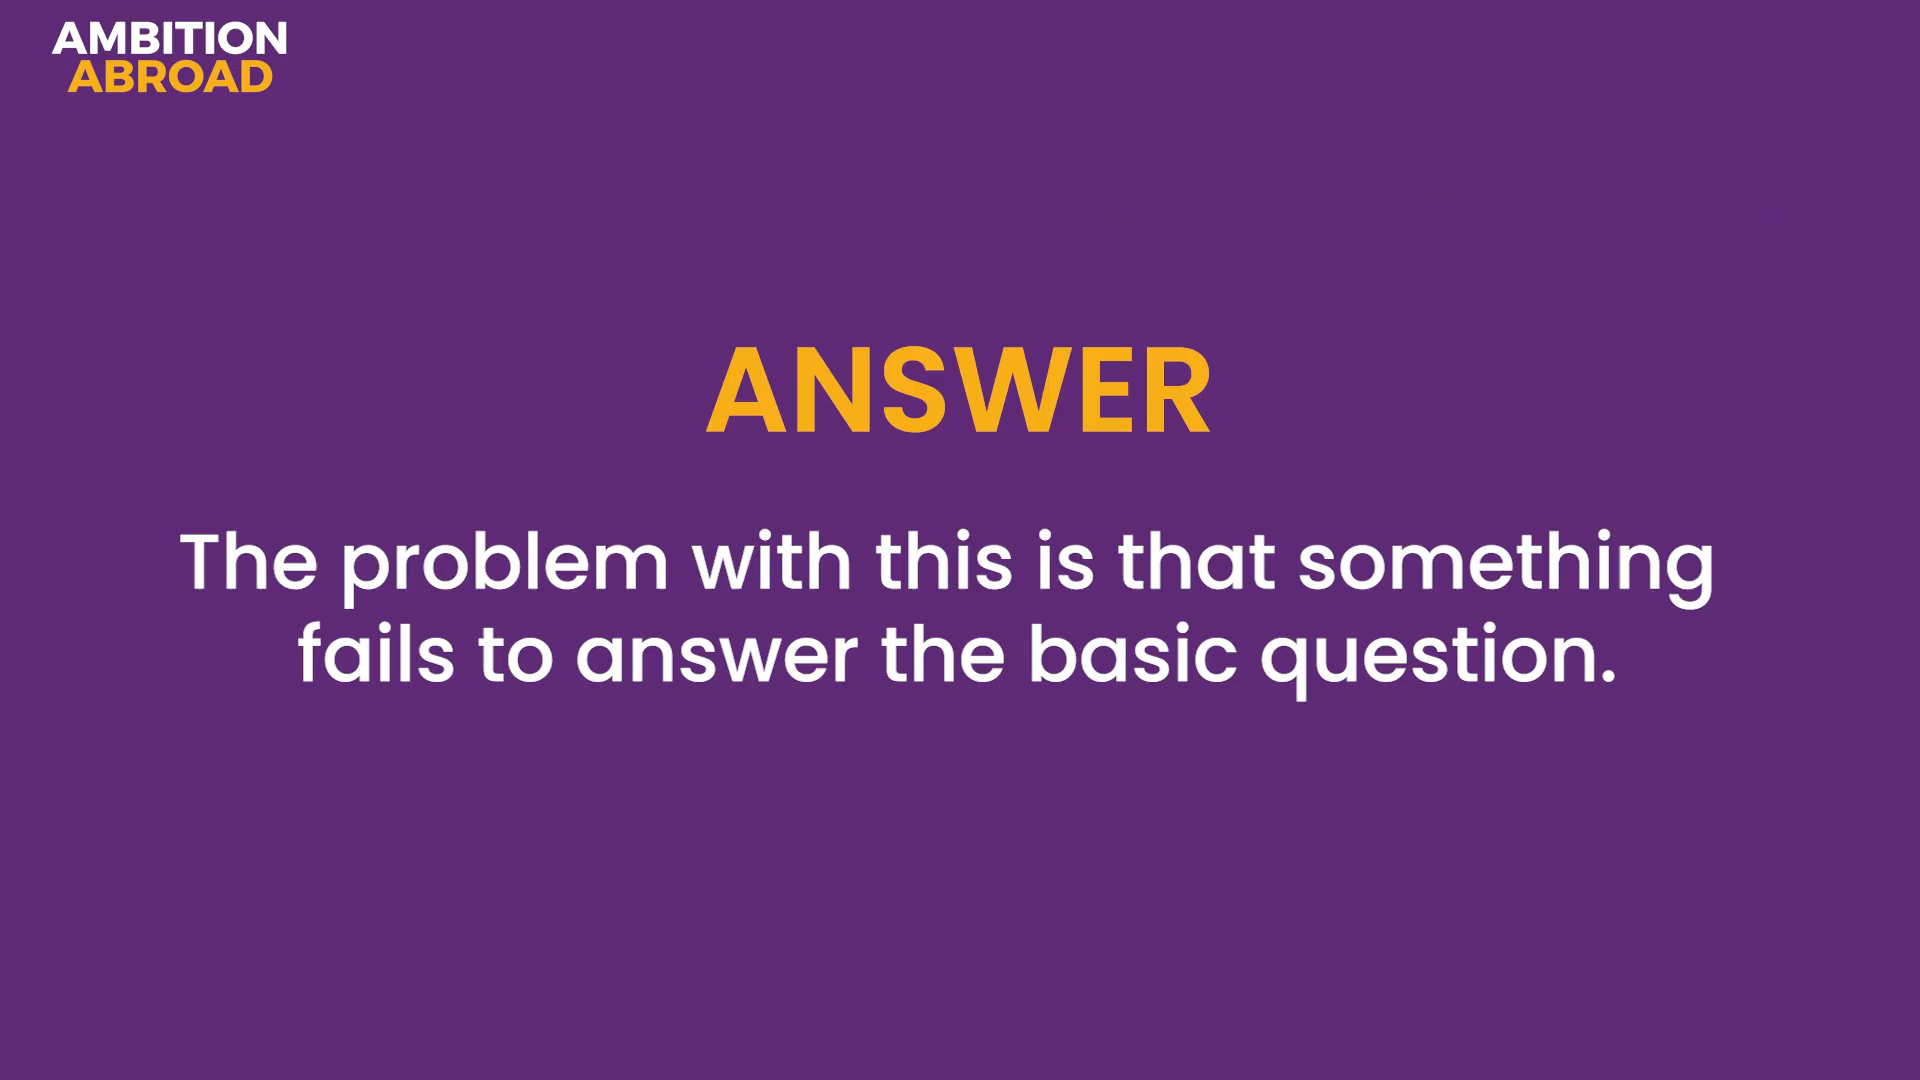 AMBITION
ABROAD
ANSWER
The problem with this is that something
fails to answer the basic question.